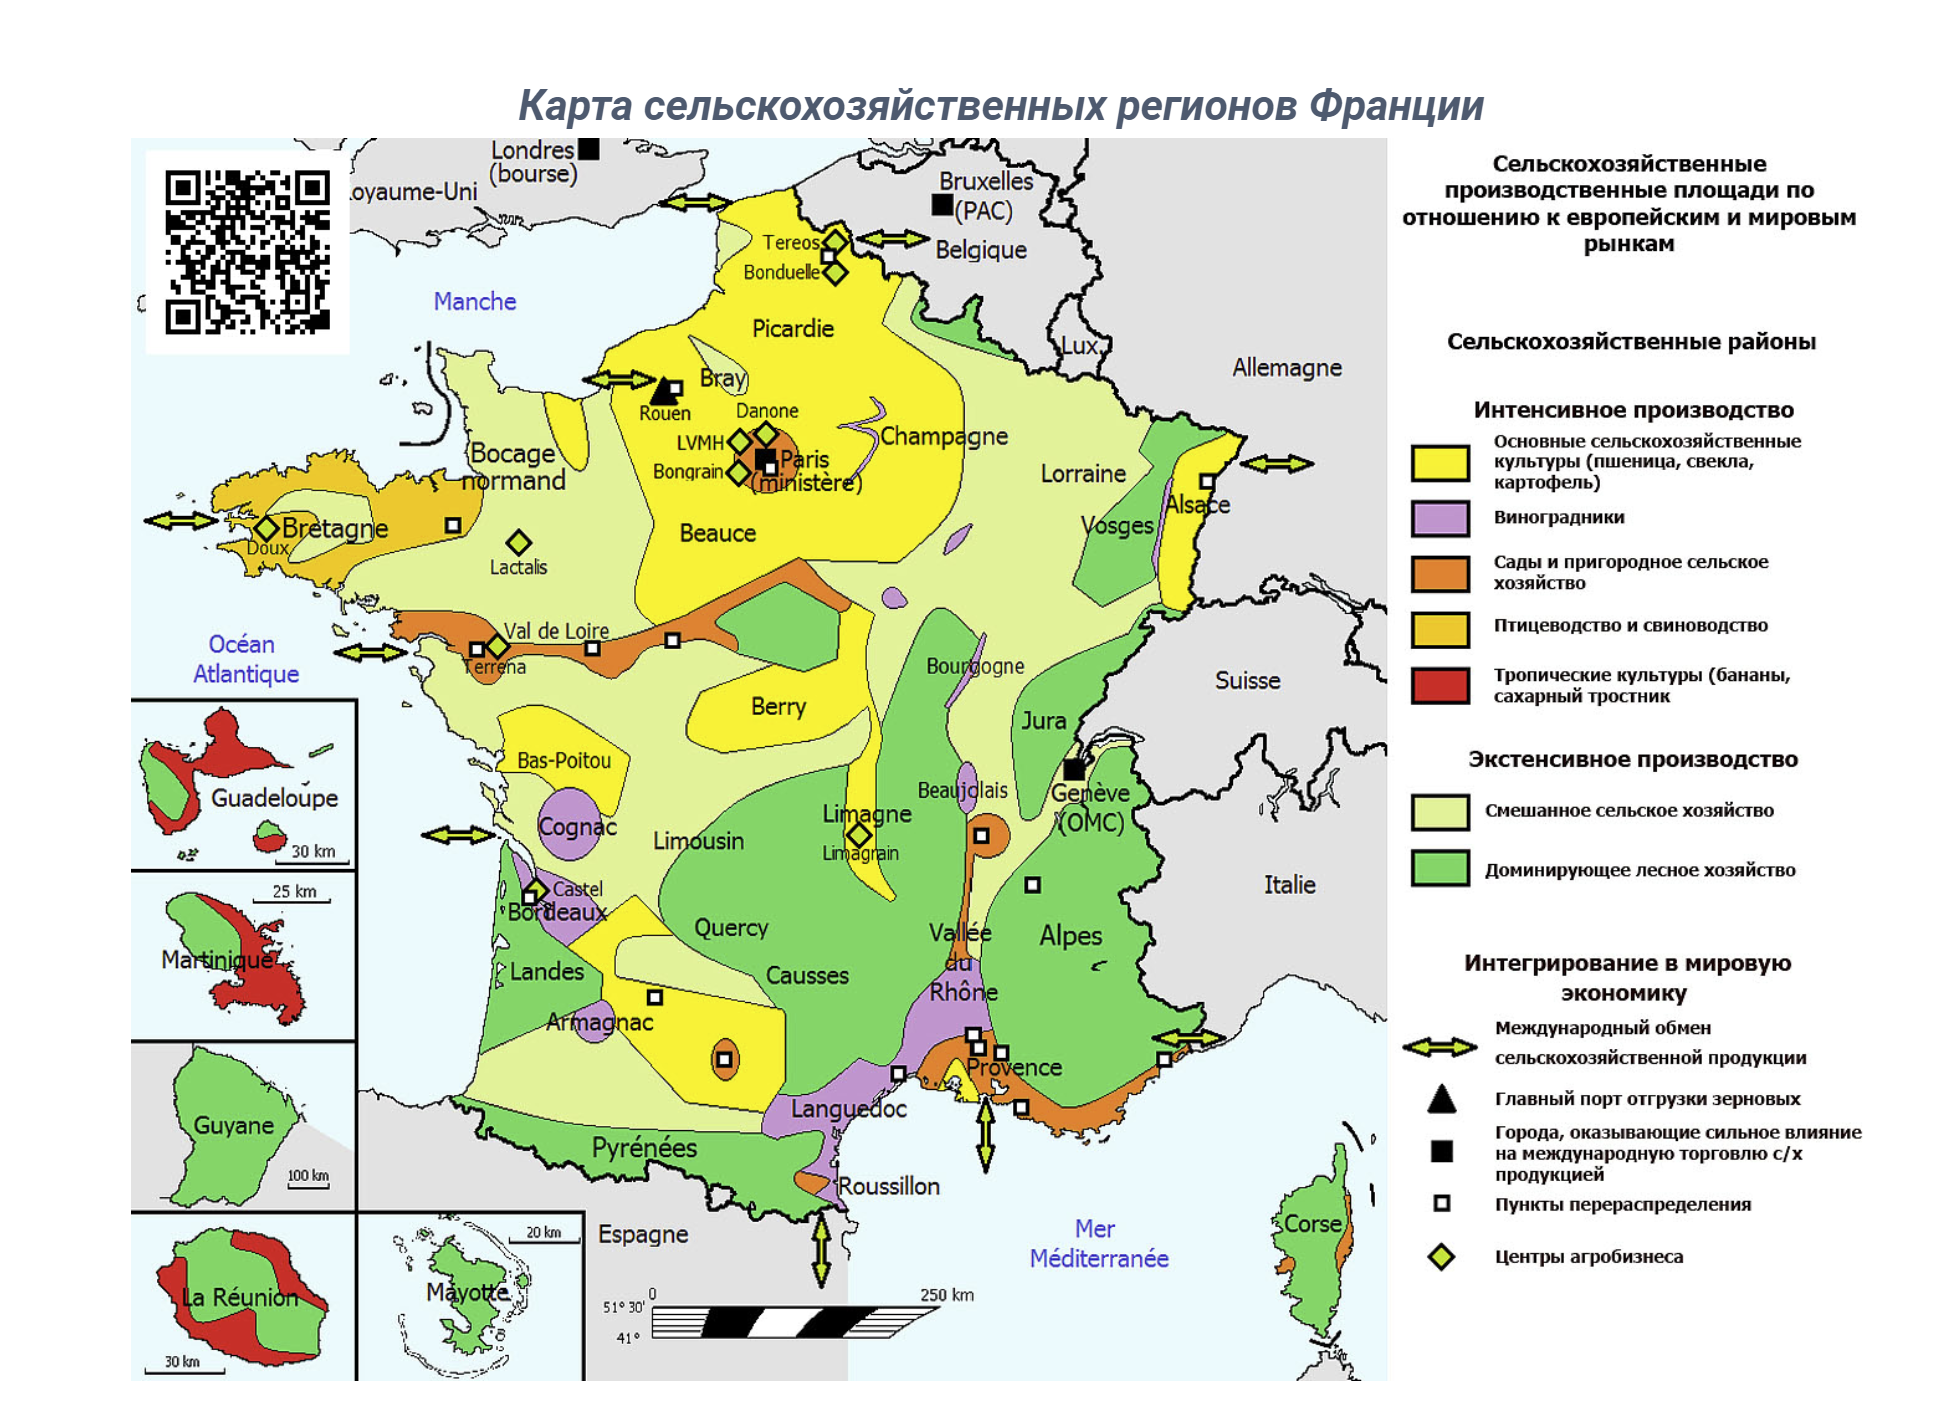 Карта сельскохозяйственных регионов Франции
Londres
(bourse)
oyaume-Uni
Bruxelles
(PAC)
Belgique
Tereos
Bonduelle
Manche
Picardie
Lux.
Allemagne
Bray
Rouen
Danone
LVMH
Champagne
Paris
(ministère)
Bongrain
Bocage
normand
Lorraine
Alsace
Vosges
Bretagne
Doux
Beauce
Lactalis
Océan
Atlantique
Val de Loire
Terrena
Bourgogne
Suisse
Berry
Jura
Bas-Poitou
Guadeloupe
30 km
Beaujolais
Genève
(OMC)
Limagne
Limagrain
Cognac
Limousin
Castel
Bordeaux
Italie
25 km
Martinique
Quercy
Vallée
du
Rhône
Alpes
Landes
Causses
Armagnac
Provence
Guyane
100 km
Languedoc
Pyrénées
Roussillon
Espagne
Mer
Méditerranée
Corse
La Réunion
30 km
20 km
Mayotte
0
250 km
51° 30'
41°
Сельскохозяйственные
производственные площади по
отношению к европейским и мировым
рынкам
Сельскохозяйственные районы
Интенсивное производство
Основные сельскохозяйственные
культуры (пшеница, свекла,
картофель)
Виноградники
Сады и пригородное сельское
хозяйство
Птицеводство и свиноводство
Тропические культуры (бананы,
сахарный тростник
Экстенсивное производство
Смешанное сельское хозяйство
Доминирующее лесное хозяйство
Интегрирование в мировую
экономику
Международный обмен
сельскохозяйственной продукции
Главный порт отгрузки зерновых
Города, оказывающие сильное влияние
на международную торговлю с/х
продукцией
Пункты перераспределения
Центры агробизнеса